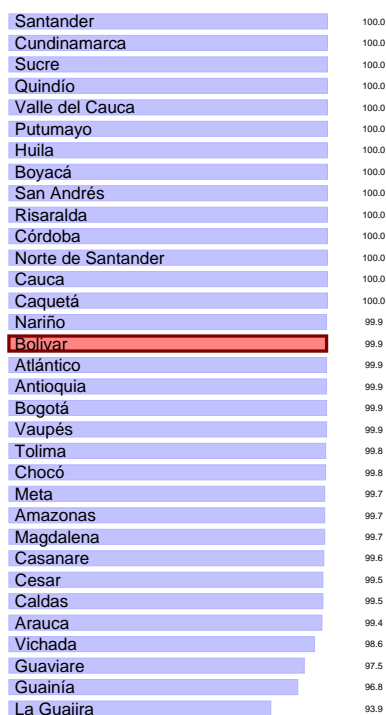 Santander 100.0
Cundinamarca 100.0
Sucre 100.0
Quindío 100.0
Valle del Cauca 100.0
Putumayo 100.0
Huila 100.0
Boyacá 100.0
San Andrés 100.0
Risaralda 100.0
Córdoba 100.0
Norte de Santander 100.0
Cauca 100.0
Caquetá 100.0
Nariño 99.9
Bolivar 99.9
Atlántico 99.9
Antioquia 99.9
Bogotá 99.9
Vaupés 99.9
Tolima 99.8
Chocó 99.8
Meta 99.7
Amazonas 99.7
Magdalena 99.7
Casanare 99.6
Cesar 99.5
Caldas 99.5
Arauca 99.4
Vichada 98.6
Guaviare 97.5
Guainía 96.8
La Guajira 93.9